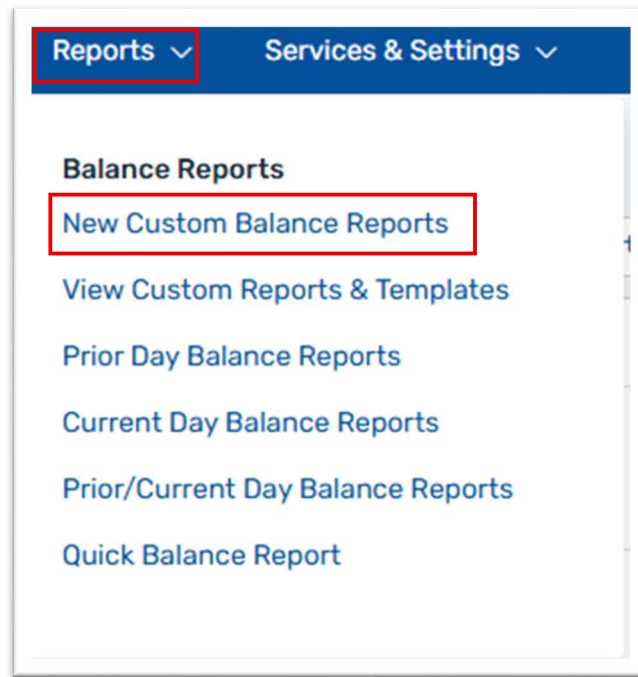 Reports Services & Settings
Balance Reports
New Custom Balance Reports
View Custom Reports & Templates
Prior Day Balance Reports
Current Day Balance Reports
Prior/Current Day Balance Reports
Quick Balance Report